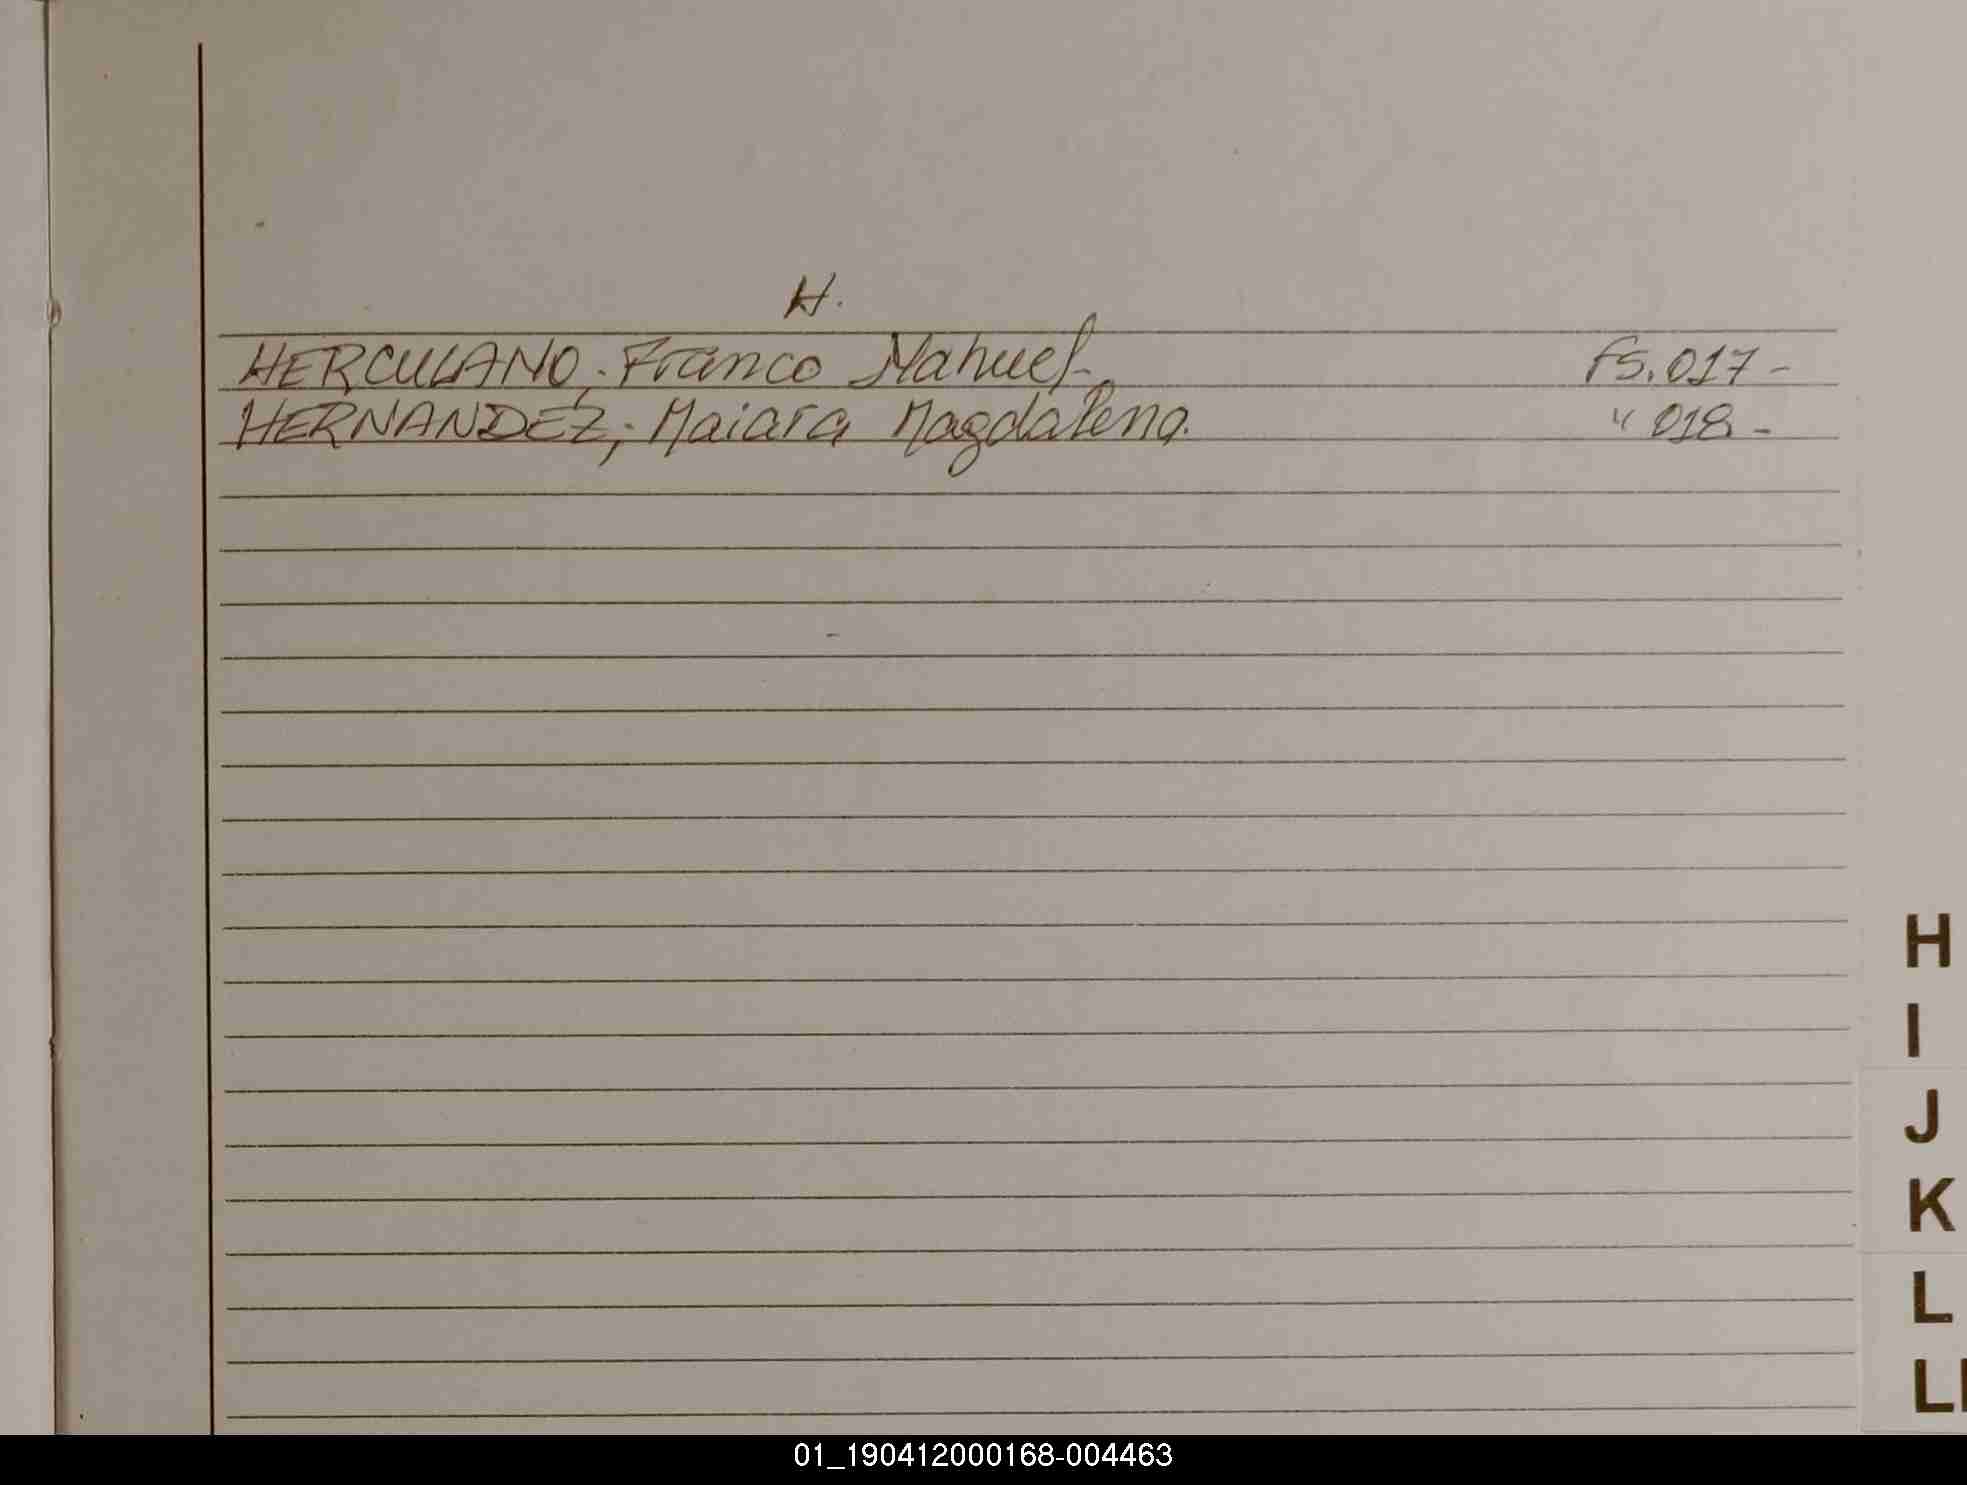 H.
HERCULANO; Franco Nahuel- fs. 017-
HERNANDEZ; Maiara Magdalena. " 018-
H
I
J
K
L
Ll
01_190412000168-004463